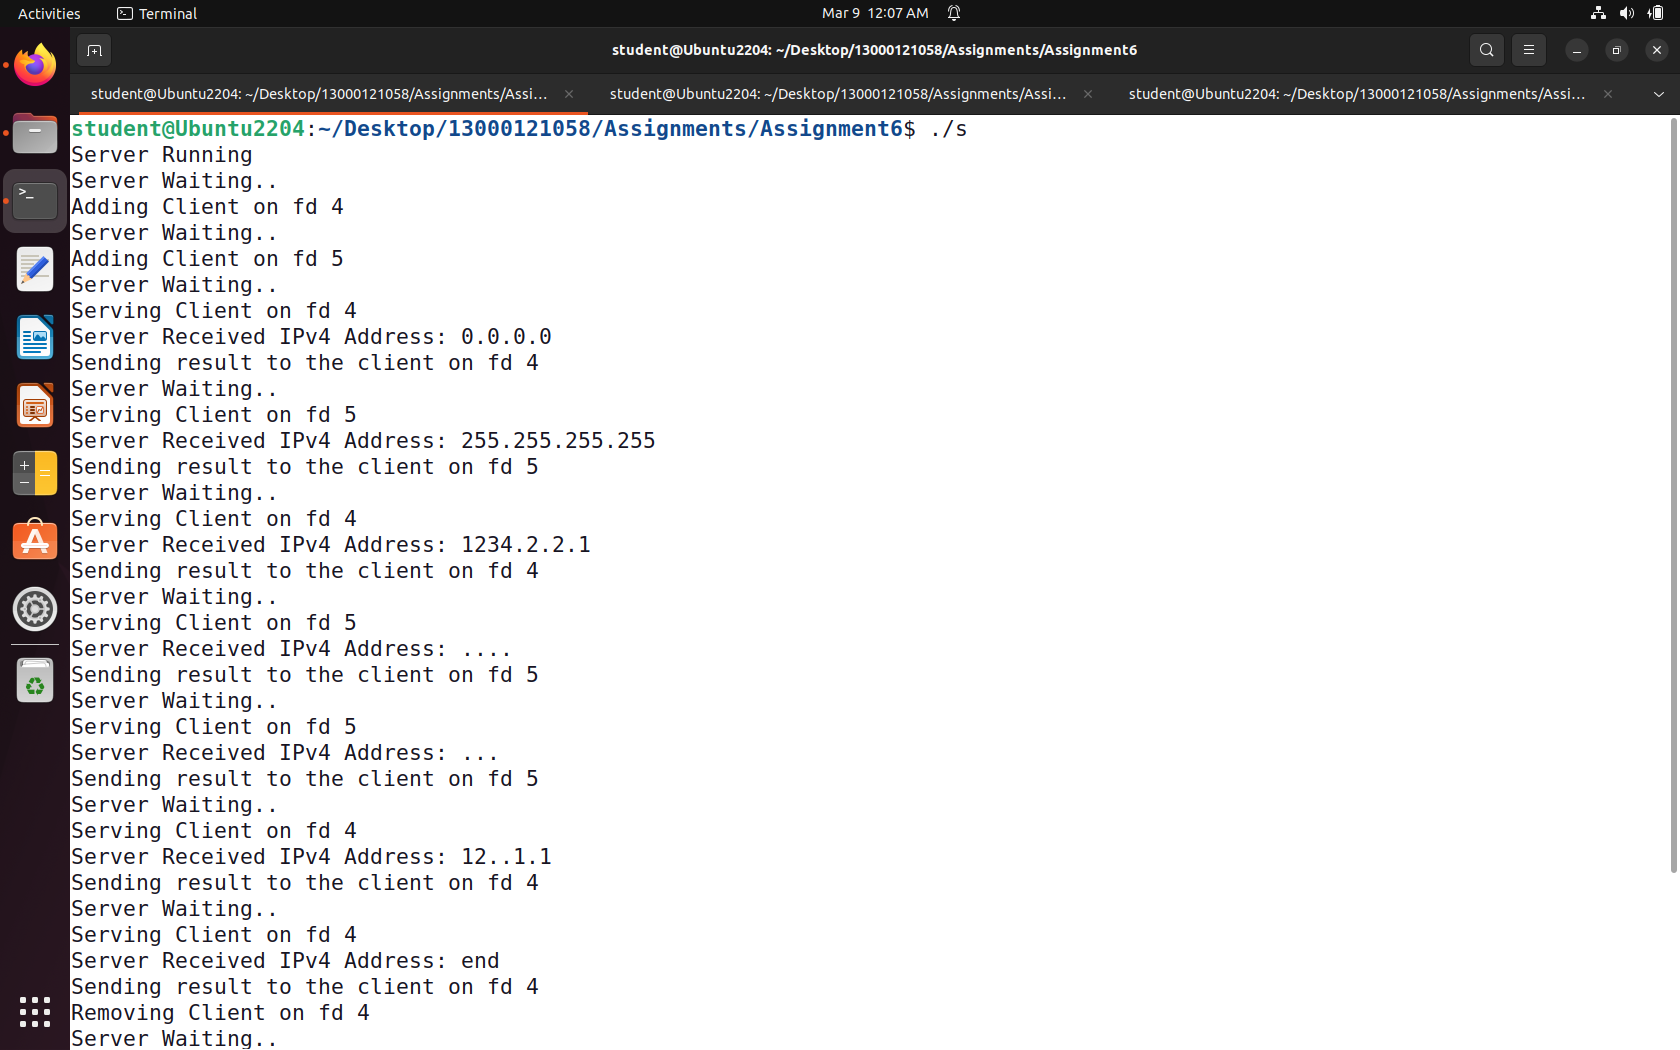 Activities
Terminal
Mar 9 12:07 AM
student@Ubuntu2204: ~/Desktop/13000121058/Assignments/Assignment6
student@Ubuntu2204: ~/Desktop/13000121058/Assignments/Assi...
student@Ubuntu2204: ~/Desktop/13000121058/Assignments/Assi...
student@Ubuntu2204: ~/Desktop/13000121058/Assignments/Assi...
student@Ubuntu2204:~/Desktop/13000121058/Assignments/Assignment6$ ./s
Server Running
Server Waiting..
Adding Client on fd 4
Server Waiting..
Adding Client on fd 5
Server Waiting..
Serving Client on fd 4
Server Received IPv4 Address: 0.0.0.0
Sending result to the client on fd 4
Server Waiting..
Serving Client on fd 5
Server Received IPv4 Address: 255.255.255.255
Sending result to the client on fd 5
Server Waiting..
Serving Client on fd 4
Server Received IPv4 Address: 1234.2.2.1
Sending result to the client on fd 4
Server Waiting..
Serving Client on fd 5
Server Received IPv4 Address: ....
Sending result to the client on fd 5
Server Waiting..
Serving Client on fd 5
Server Received IPv4 Address: ...
Sending result to the client on fd 5
Server Waiting..
Serving Client on fd 4
Server Received IPv4 Address: 12..1.1
Sending result to the client on fd 4
Server Waiting..
Serving Client on fd 4
Server Received IPv4 Address: end
Sending result to the client on fd 4
Removing Client on fd 4
Server Waiting..